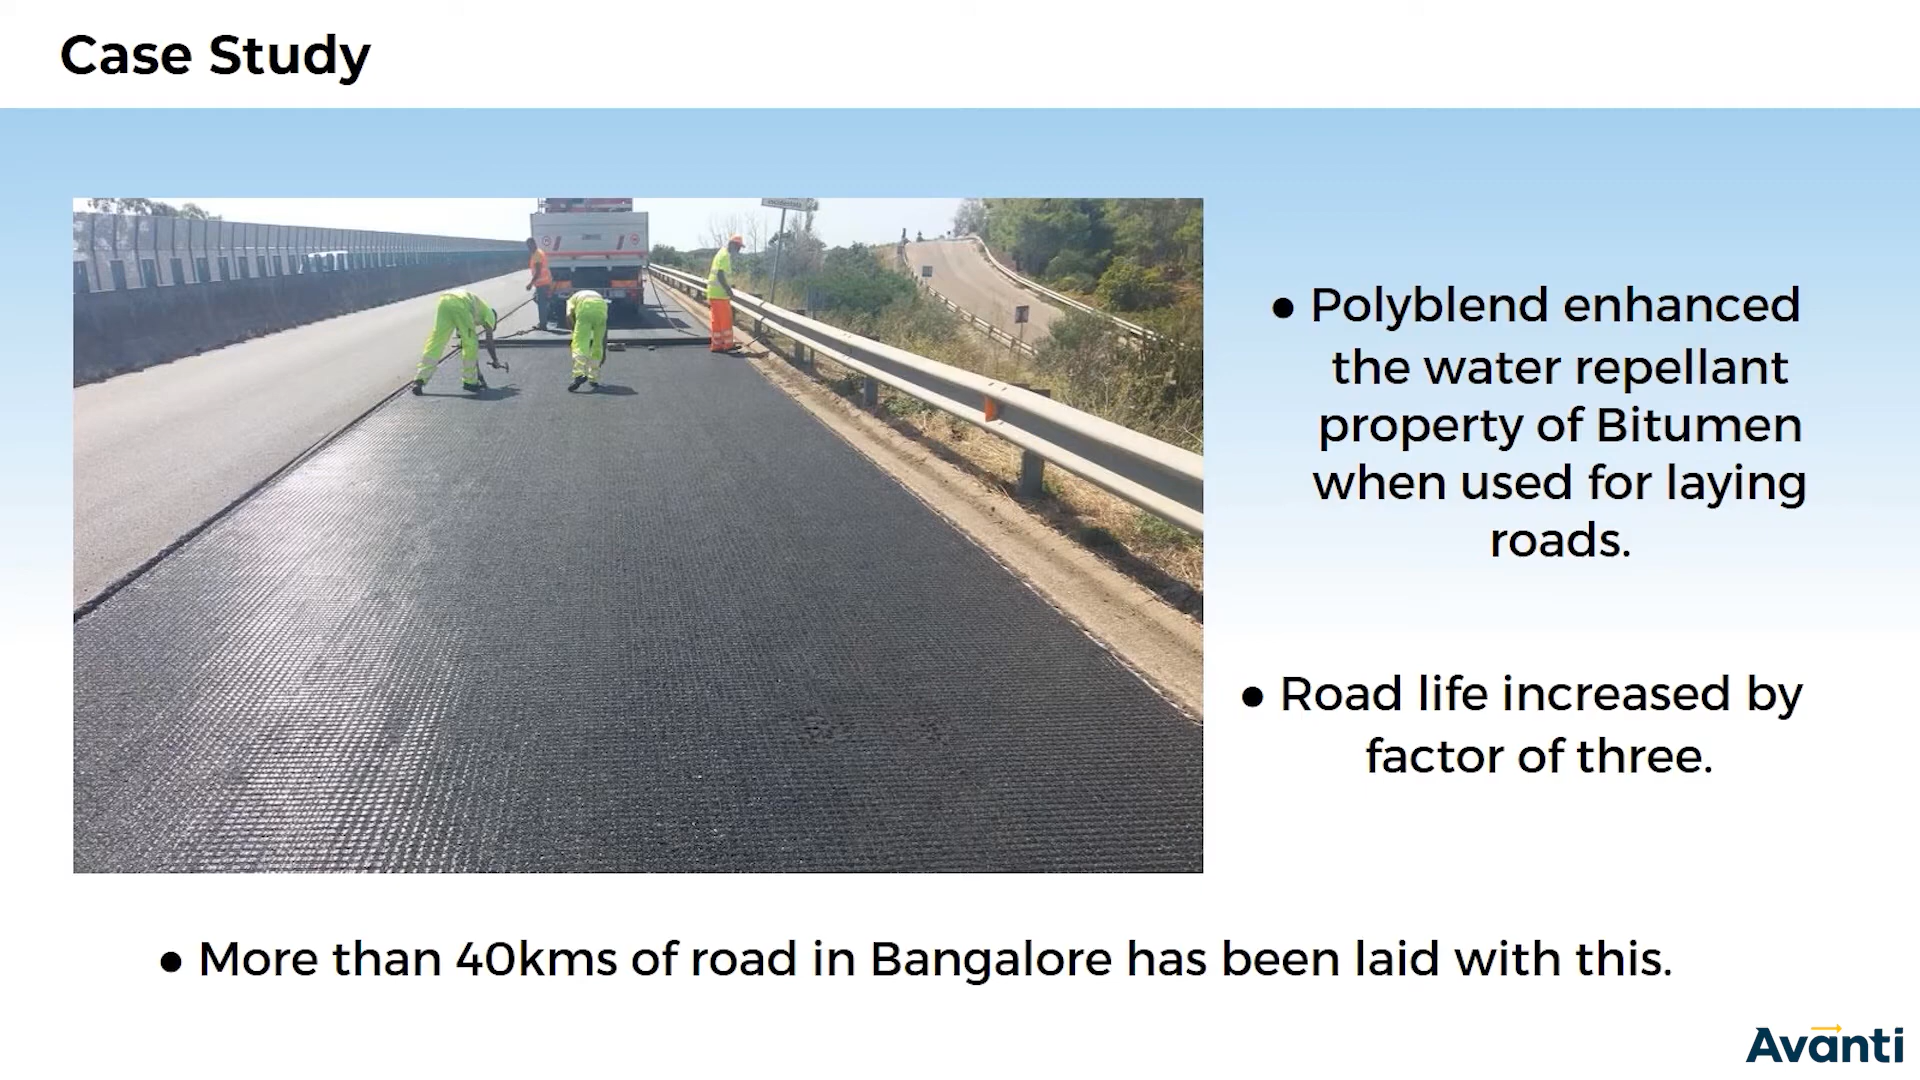 Case Study
● Polyblend enhanced
the water repellant
property of Bitumen
when used for laying
roads.
● Road life increased by
factor of three.
● More than 40kms of road in Bangalore has been laid with this.
Avanti